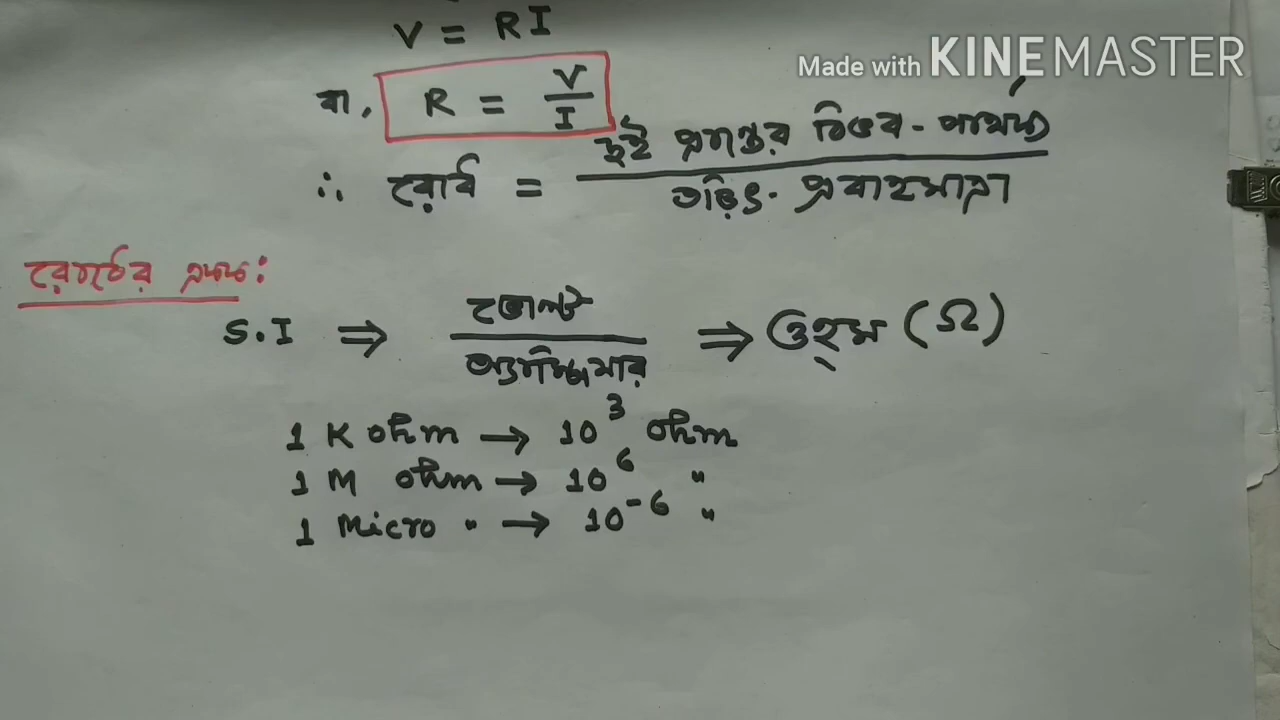 V = RI
Made with KINEMASTER
বা, R = V/I
∴ রোধ = দুই প্রান্তের বিভব-পার্থক্য / তড়িৎ-প্রবাহমাত্রা
রোধের একক:
S.I ⇒ ভোল্ট / অ্যাম্পিয়ার ⇒ ওহম (Ω)
1 K ohm → 10³ ohm
1 M ohm → 10⁶ "
1 Micro " → 10⁻⁶ "